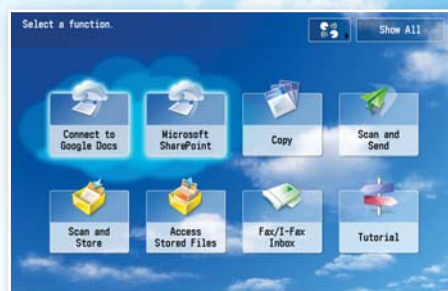 Select a function.
Show All
Connect to
Google Docs
Microsoft
SharePoint
Copy
Scan and
Send
Scan and
Store
Access
Stored Files
Fax/I-Fax
Inbox
Tutorial